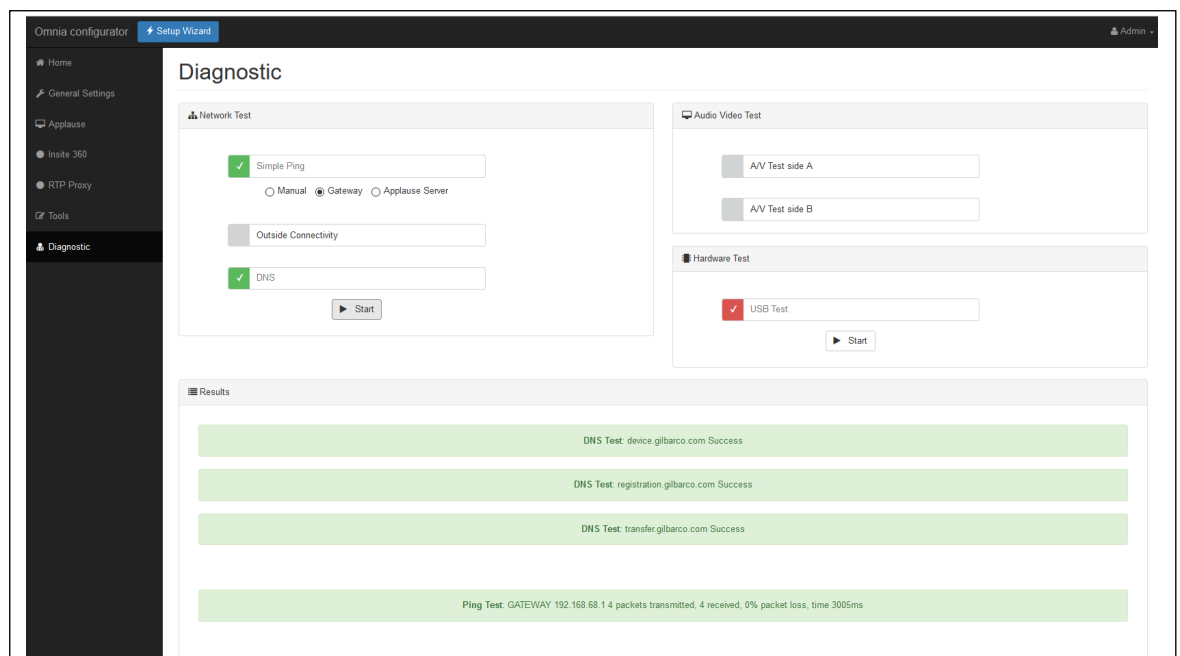 Omnia configurator
Setup Wizard
Admin
Home
General Settings
Applause
Insite 360
RTP Proxy
Tools
Diagnostic
Diagnostic
Network Test
Simple Ping
Manual Gateway Applause Server
Outside Connectivity
DNS
Start
Audio Video Test
A/V Test side A
A/V Test side B
Hardware Test
USB Test
Start
Results
DNS Test: device.gilbarco.com Success
DNS Test: registration.gilbarco.com Success
DNS Test: transfer.gilbarco.com Success
Ping Test: GATEWAY 192.168.68.1 4 packets transmitted, 4 received, 0% packet loss, time 3005ms